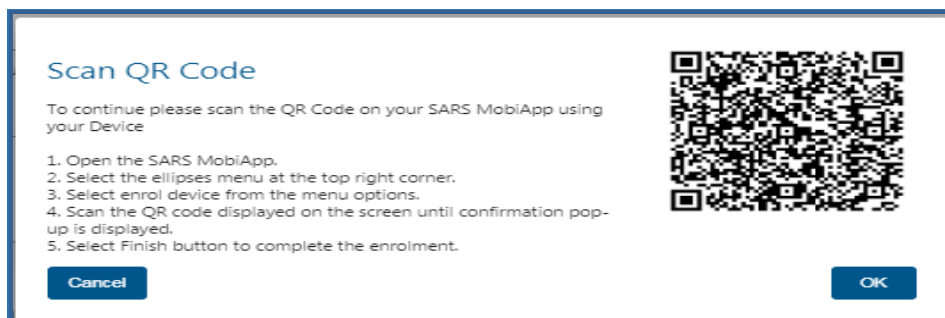 Scan QR Code
To continue please scan the QR Code on your SARS MobiApp using
your Device
1. Open the SARS MobiApp.
2. Select the ellipses menu at the top right corner.
3. Select enrol device from the menu options.
4. Scan the QR code displayed on the screen until confirmation pop-
up is displayed.
5. Select Finish button to complete the enrolment.
Cancel
OK